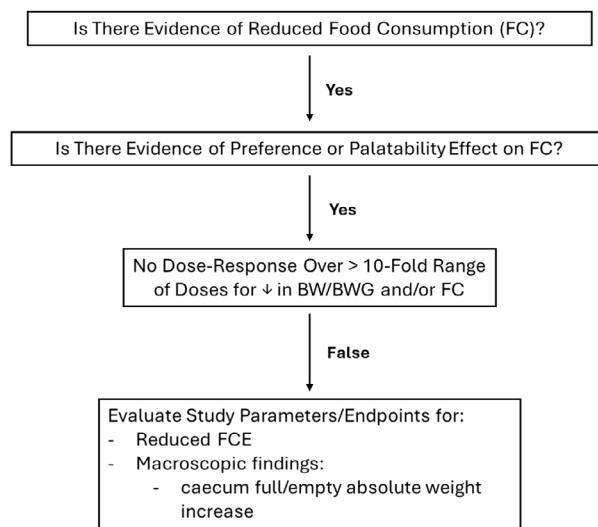 Is There Evidence of Reduced Food Consumption (FC)?
Yes
Is There Evidence of Preference or Palatability Effect on FC?
Yes
No Dose-Response Over > 10-Fold Range
of Doses for ↓ in BW/BWG and/or FC
False
Evaluate Study Parameters/Endpoints for:
- Reduced FCE
- Macroscopic findings:
- caecum full/empty absolute weight
increase